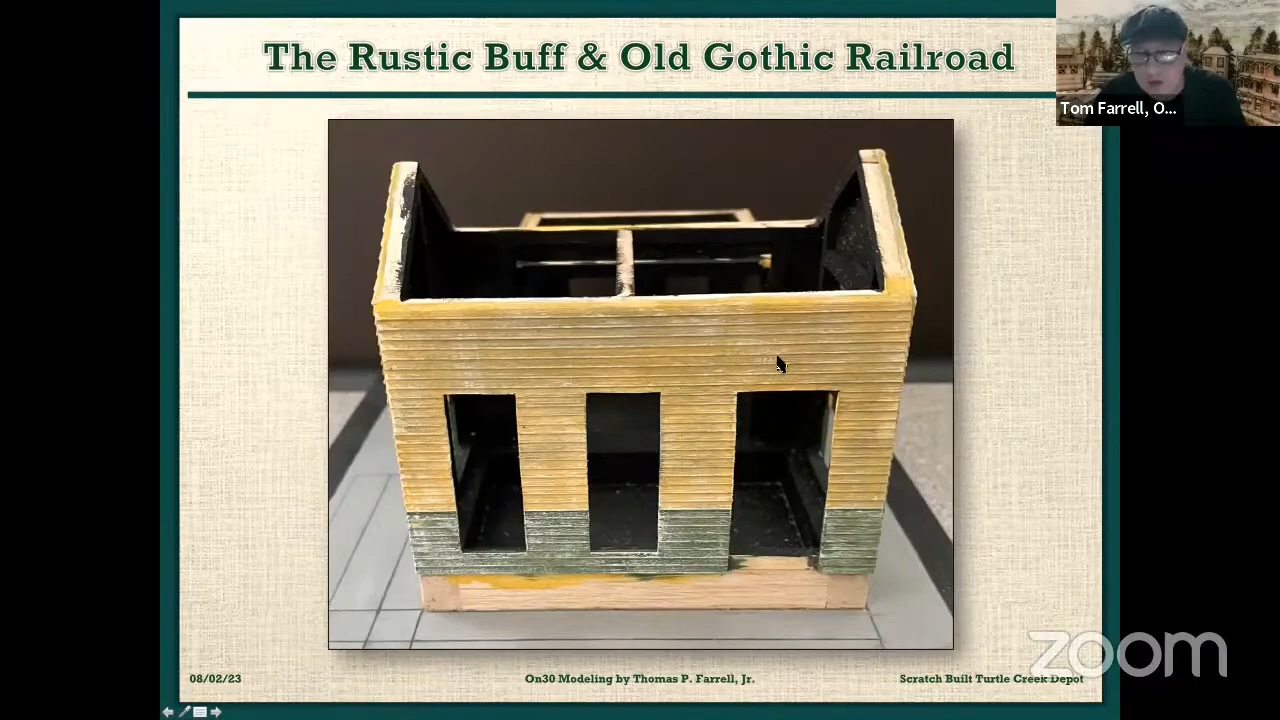 The Rustic Buff & Old Gothic Railroad
Tom Farrell, O...
zoom
08/02/23
On30 Modeling by Thomas P. Farrell, Jr.
Scratch Built Turtle Creek Depot